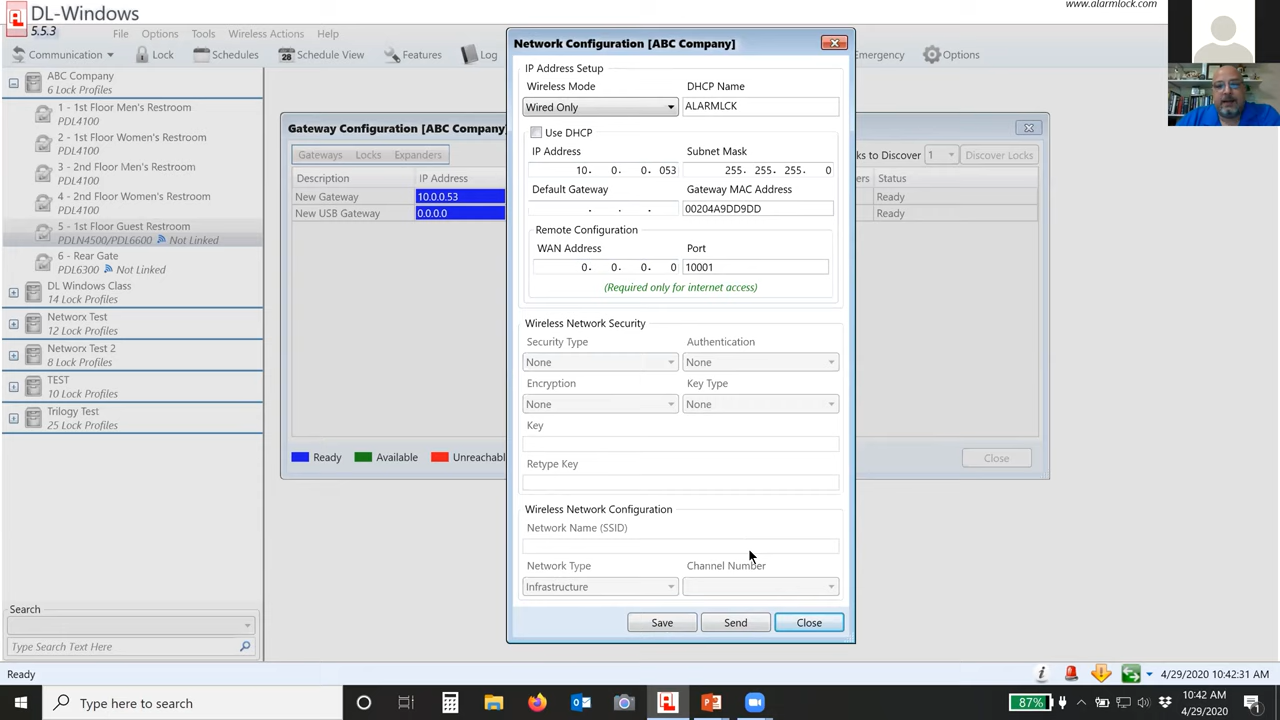 DL-Windows
www.alarmlock.com
5.5.3
File Options Tools Wireless Actions Help
Communication Lock Schedules Schedule View Features Log Emergency Options
ABC Company
6 Lock Profiles
1 - 1st Floor Men's Restroom
PDL4100
2 - 1st Floor Women's Restroom
PDL4100
3 - 2nd Floor Men's Restroom
PDL4100
4 - 2nd Floor Women's Restroom
PDL4100
5 - 1st Floor Guest Restroom
PDLN4500/PDL6600 Not Linked
6 - Rear Gate
PDL6300 Not Linked
DL Windows Class
14 Lock Profiles
Networx Test
12 Lock Profiles
Networx Test 2
8 Lock Profiles
TEST
10 Lock Profiles
Trilogy Test
25 Lock Profiles
Search
Type Search Text Here
Gateway Configuration [ABC Company]
Gateways Locks Expanders
ks to Discover 1 Discover Locks
Description IP Address
ers Status
New Gateway 10.0.0.53 Ready
New USB Gateway 0.0.0.0 Ready
Ready Available Unreachabl
Close
Network Configuration [ABC Company]
IP Address Setup
Wireless Mode DHCP Name
Wired Only ALARMLCK
Use DHCP
IP Address Subnet Mask
10. 0. 0. 053 255. 255. 255. 0
Default Gateway Gateway MAC Address
. . . 00204A9DD9DD
Remote Configuration
WAN Address Port
0. 0. 0. 0 10001
(Required only for internet access)
Wireless Network Security
Security Type Authentication
None None
Encryption Key Type
None None
Key
Retype Key
Wireless Network Configuration
Network Name (SSID)
Network Type Channel Number
Infrastructure
Save Send Close
Ready
4/29/2020 10:42:31 AM
Type here to search
87%
10:42 AM
4/29/2020
1